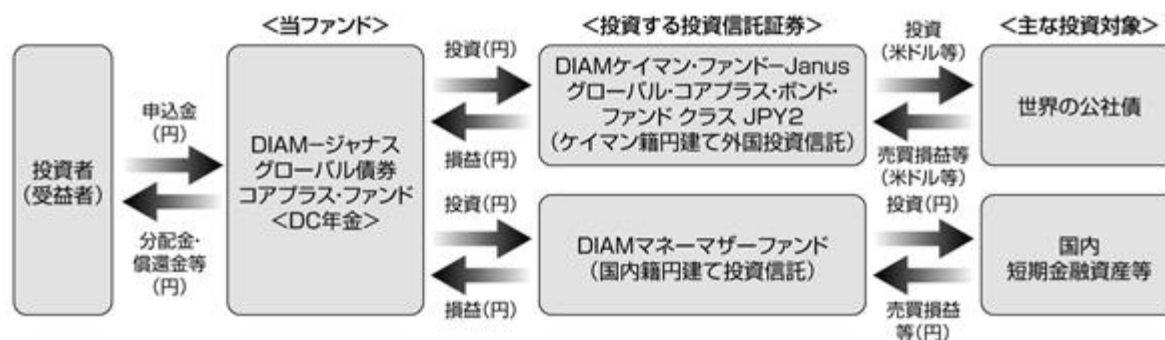 <当ファンド>
<投資する投資信託証券>
<主な投資対象>
投資者
(受益者)
申込金
(円)
分配金・
償還金等
(円)
DIAMージャナス
グローバル債券
コアプラス・ファンド
<DC年金>
投資(円)
損益(円)
投資(円)
損益(円)
DIAMケイマン・ファンドーJanus
グローバル・コアプラス・ボンド・
ファンド クラス JPY2
(ケイマン籍円建て外国投資信託)
DIAMマネーマザーファンド
(国内籍円建て投資信託)
投資
(米ドル等)
売買損益等
(米ドル等)
投資(円)
売買損益
等(円)
世界の公社債
国内
短期金融資産等